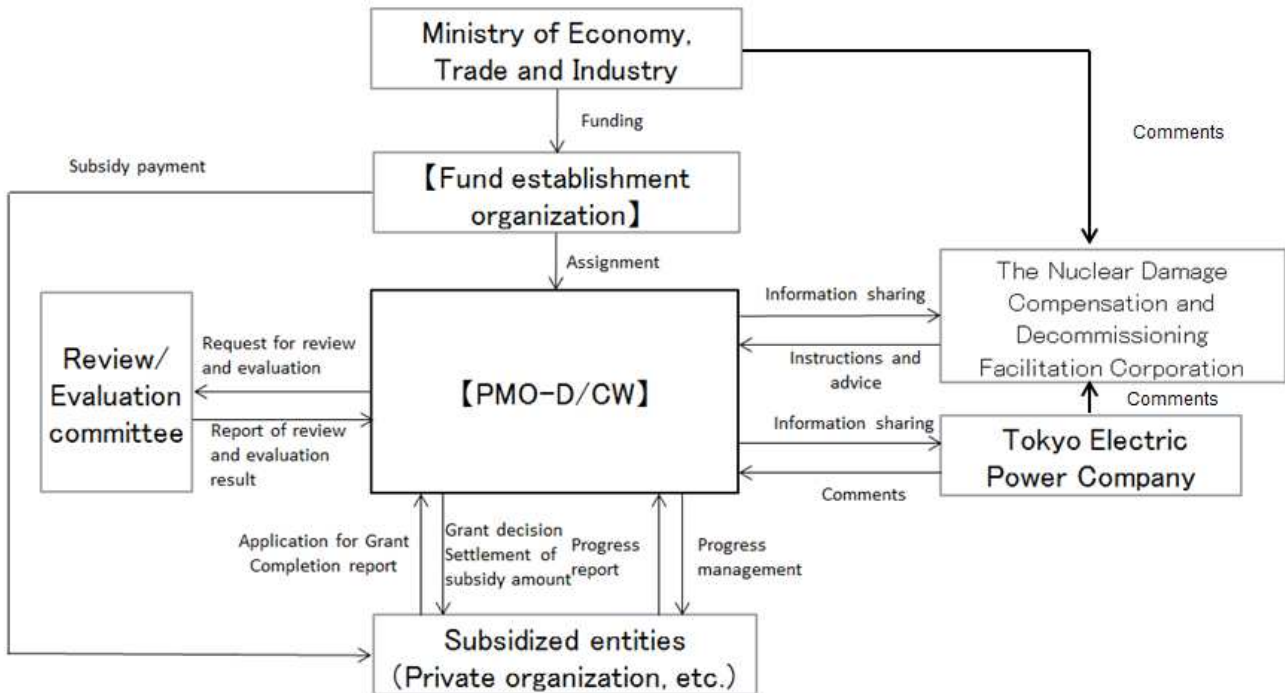 Ministry of Economy,
Trade and Industry
Funding
Comments
Subsidy payment
【Fund establishment
organization】
Assignment
The Nuclear Damage
Compensation and
Decommissioning
Facilitation Corporation
Information sharing
Instructions and
advice
Review/
Evaluation
committee
Request for review
and evaluation
Report of review
and evaluation
result
【PMO-D/CW】
Comments
Information sharing
Tokyo Electric
Power Company
Comments
Application for Grant
Completion report
Grant decision
Settlement of
subsidy amount
Progress
report
Progress
management
Subsidized entities
(Private organization, etc.)